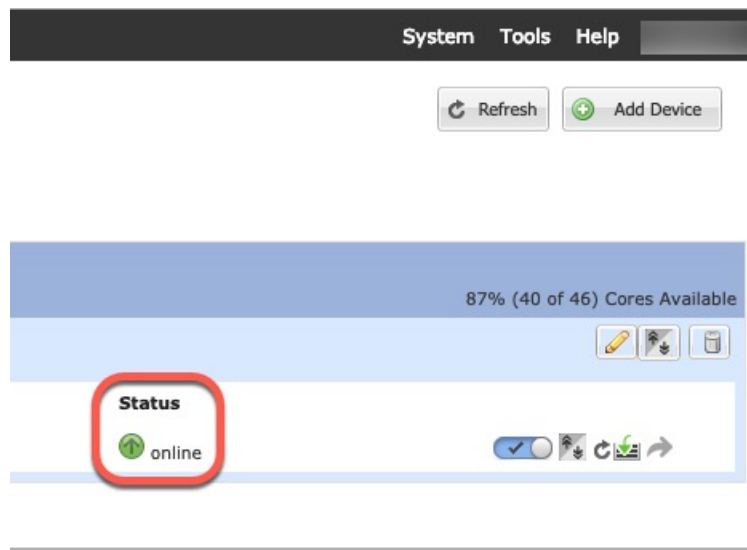 System Tools Help
Refresh Add Device
87% (40 of 46) Cores Available
Status
online